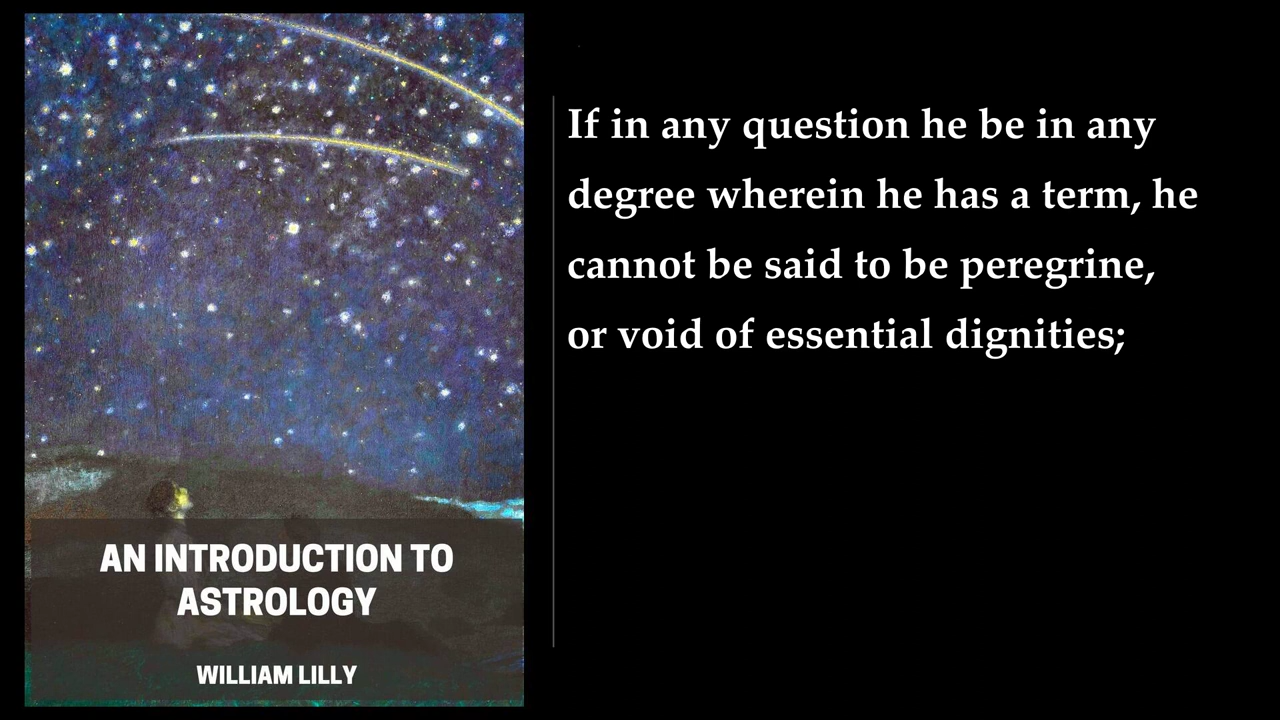 AN INTRODUCTION TO
ASTROLOGY
WILLIAM LILLY
If in any question he be in any
degree wherein he has a term, he
cannot be said to be peregrine,
or void of essential dignities;